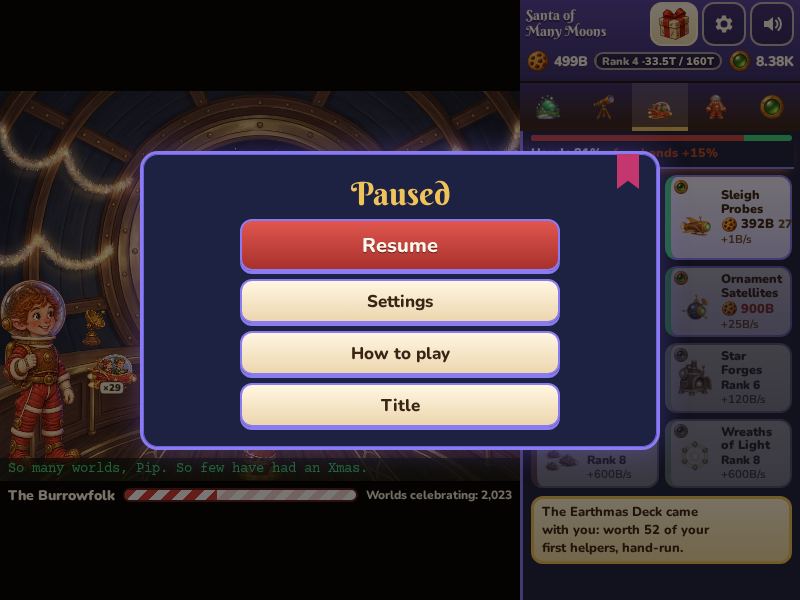 Santa of
Many Moons
499B
Rank 4 ·33.5T / 160T
8.38K
Paused
Resume
Settings
How to play
Title
Sleigh
Probes
392B 27
+1B/s
Ornament
Satellites
900B
+25B/s
Star
Forges
Rank 6
+120B/s
Wreaths
of Light
Rank 8
+600B/s
Rank 8
+600B/s
×29
So many worlds, Pip. So few have had an Xmas.
The Burrowfolk
Worlds celebrating: 2,023
The Earthmas Deck came
with you: worth 52 of your
first helpers, hand-run.